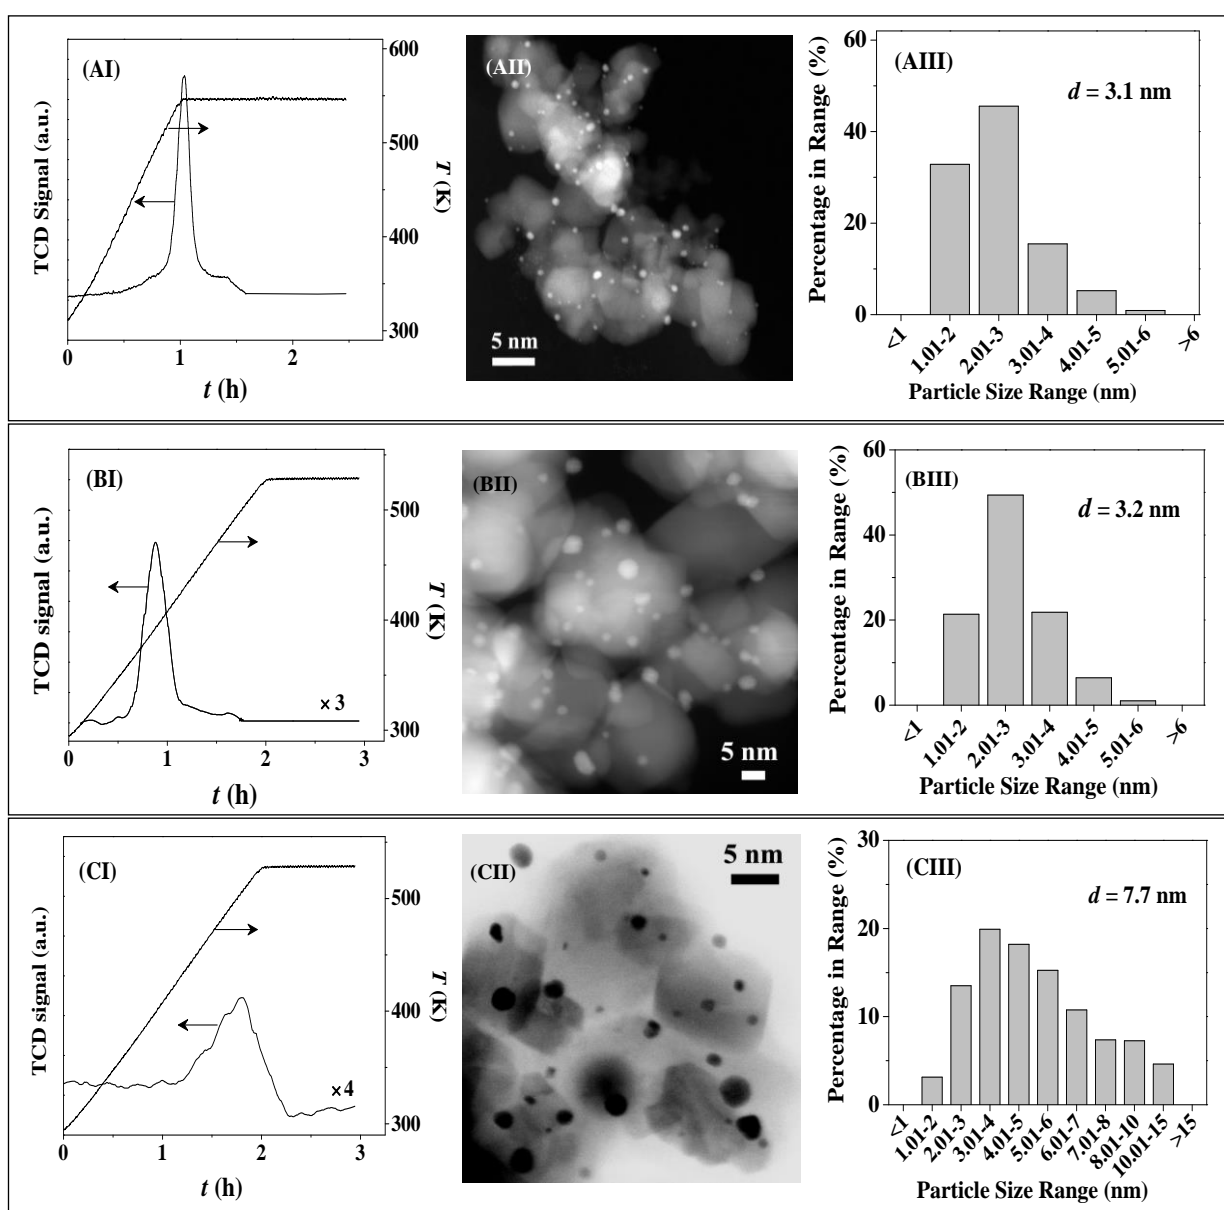 (AI)
TCD Signal (a.u.)
600
500
400
300
T (K)
0 1 2
t (h)
(AII)
5 nm
(AIII)
d = 3.1 nm
Percentage in Range (%)
60
40
20
0
<1 1.01-2 2.01-3 3.01-4 4.01-5 5.01-6 >6
Particle Size Range (nm)
(BI)
TCD signal (a.u.)
500
400
300
T (K)
× 3
0 1 2 3
t (h)
(BII)
5 nm
(BIII)
d = 3.2 nm
Percentage in Range (%)
60
40
20
0
<1 1.01-2 2.01-3 3.01-4 4.01-5 5.01-6 >6
Particle Size Range (nm)
(CI)
TCD signal (a.u.)
500
400
300
T (K)
×4
0 1 2 3
t (h)
(CII)
5 nm
(CIII)
d = 7.7 nm
Percentage in Range (%)
30
20
10
0
<1 1.01-2 2.01-3 3.01-4 4.01-5 5.01-6 6.01-7 7.01-8 8.01-10 10.01-15 >15
Particle Size Range (nm)